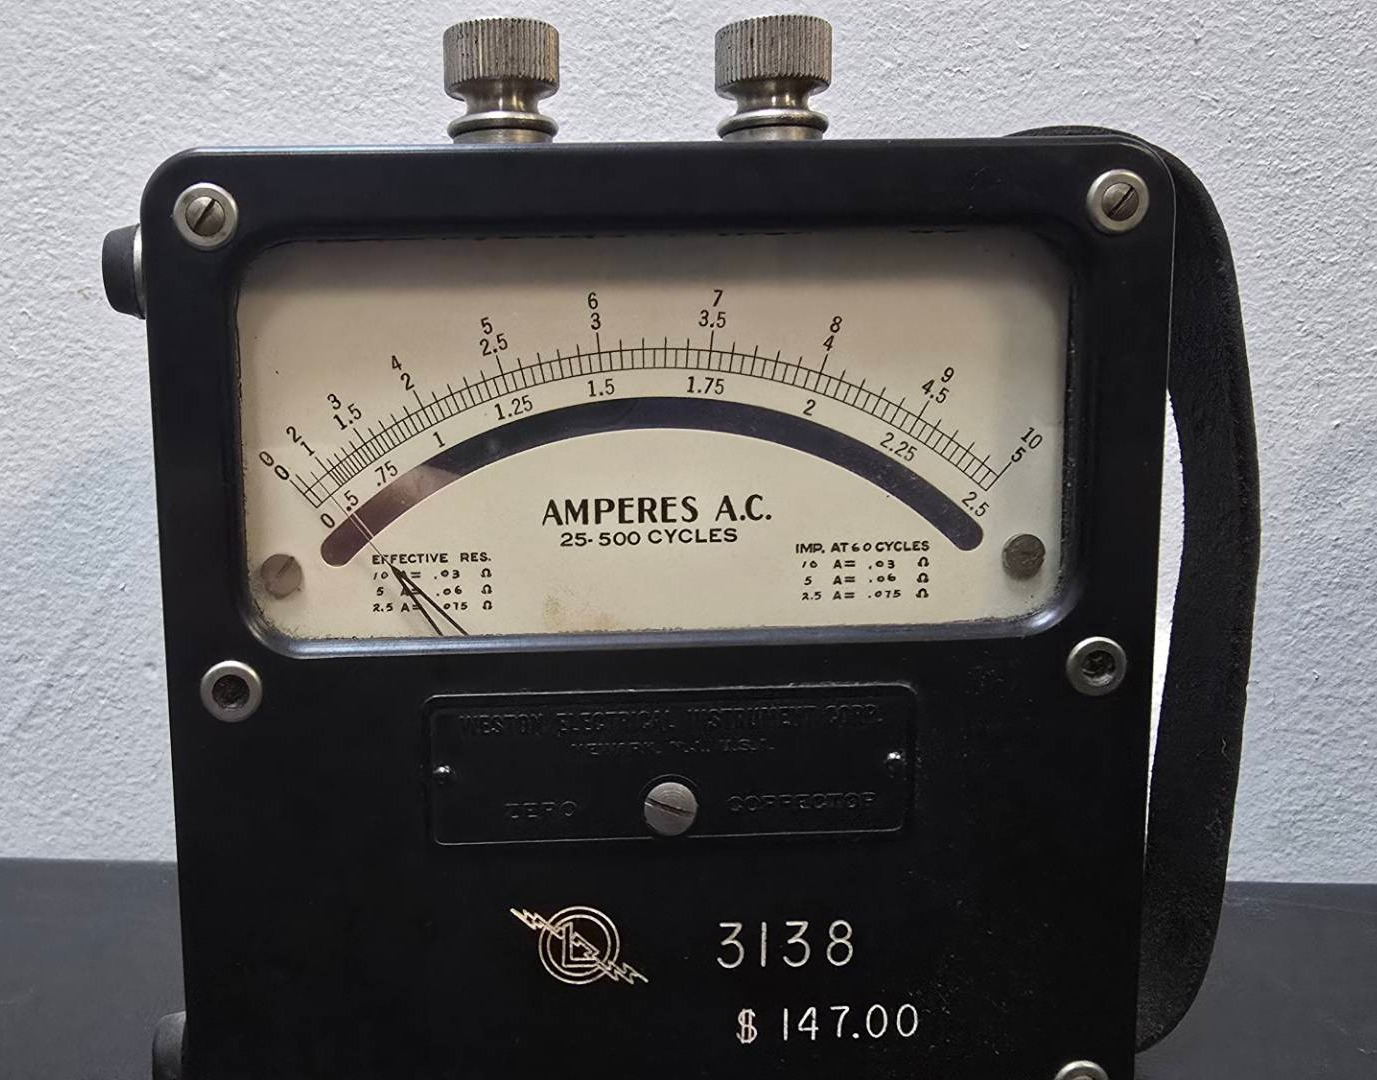 0 2 3 4 5 6 7 8 9 10
0 1 1.5 2 2.5 3 3.5 4 4.5 5
0 .5 .75 1 1.25 1.5 1.75 2 2.25 2.5
AMPERES A.C.
25-500 CYCLES
EFFECTIVE RES.
10 A= .03 Ω
5 A= .06 Ω
2.5 A= .075 Ω
IMP. AT 60 CYCLES
10 A= .03 Ω
5 A= .06 Ω
2.5 A= .075 Ω
WESTON ELECTRICAL INSTRUMENT CORP.
NEWARK, N.J., U.S.A.
ZERO CORRECTOR
3138
$ 147.00